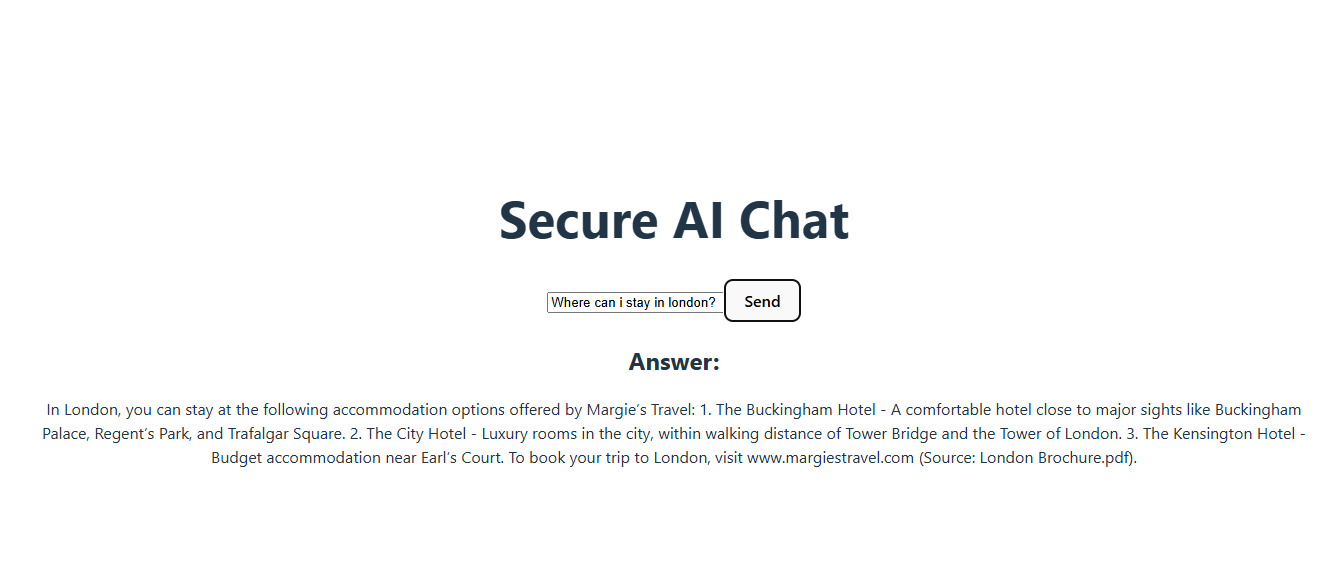 Secure AI Chat
Where can i stay in london?
Send
Answer:
In London, you can stay at the following accommodation options offered by Margie's Travel: 1. The Buckingham Hotel - A comfortable hotel close to major sights like Buckingham
Palace, Regent's Park, and Trafalgar Square. 2. The City Hotel - Luxury rooms in the city, within walking distance of Tower Bridge and the Tower of London. 3. The Kensington Hotel -
Budget accommodation near Earl's Court. To book your trip to London, visit www.margiestravel.com (Source: London Brochure.pdf).